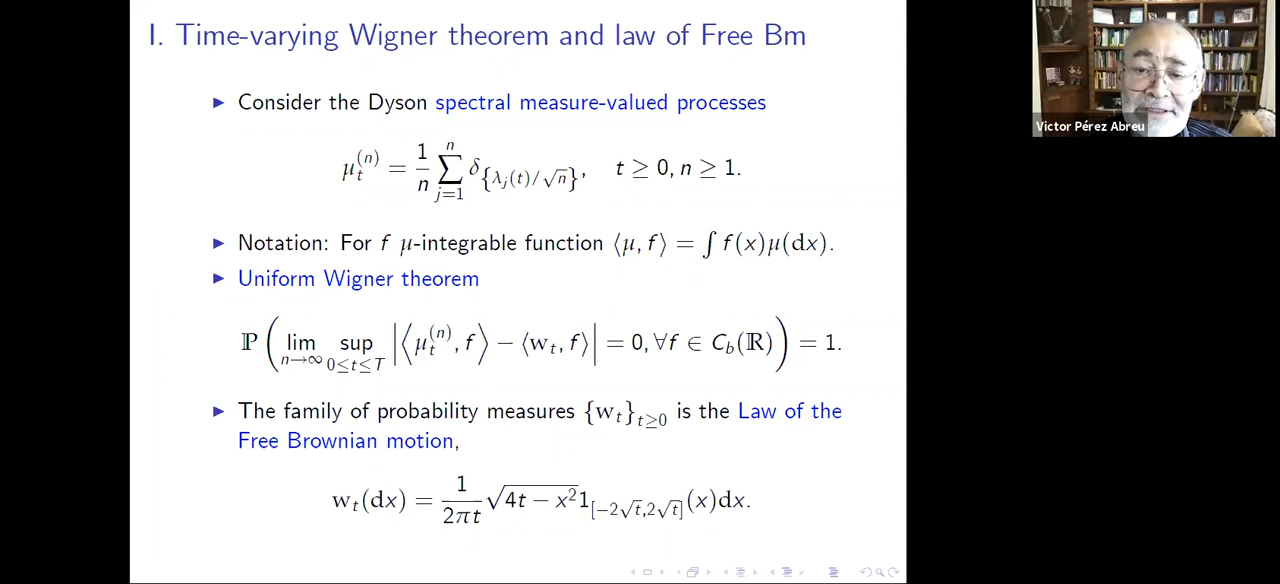 I. Time-varying Wigner theorem and law of Free Bm
▶ Consider the Dyson spectral measure-valued processes
μ_t^{(n)} = \frac{1}{n} \sum_{j=1}^{n} δ_{\{λ_j(t)/\sqrt{n}\}}, t ≥ 0, n ≥ 1.
▶ Notation: For f μ-integrable function ⟨μ, f⟩ = ∫ f(x)μ(dx).
▶ Uniform Wigner theorem
ℙ ( \lim_{n→∞} \sup_{0≤t≤T} |⟨μ_t^{(n)}, f⟩ − ⟨w_t, f⟩| = 0, ∀f ∈ C_b(ℝ) ) = 1.
▶ The family of probability measures {w_t}_{t≥0} is the Law of the
Free Brownian motion,
w_t(dx) = \frac{1}{2πt} \sqrt{4t − x^2} 1_{[−2\sqrt{t},2\sqrt{t}]}(x)dx.
Victor Pérez Abreu